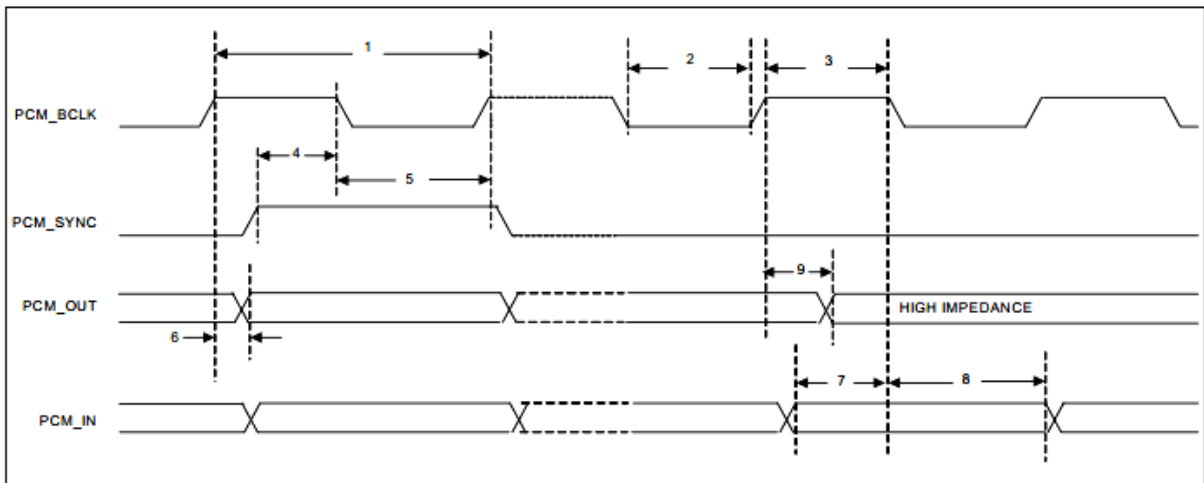 1
2
3
PCM_BCLK
4
5
PCM_SYNC
9
PCM_OUT
HIGH IMPEDANCE
6
7
8
PCM_IN